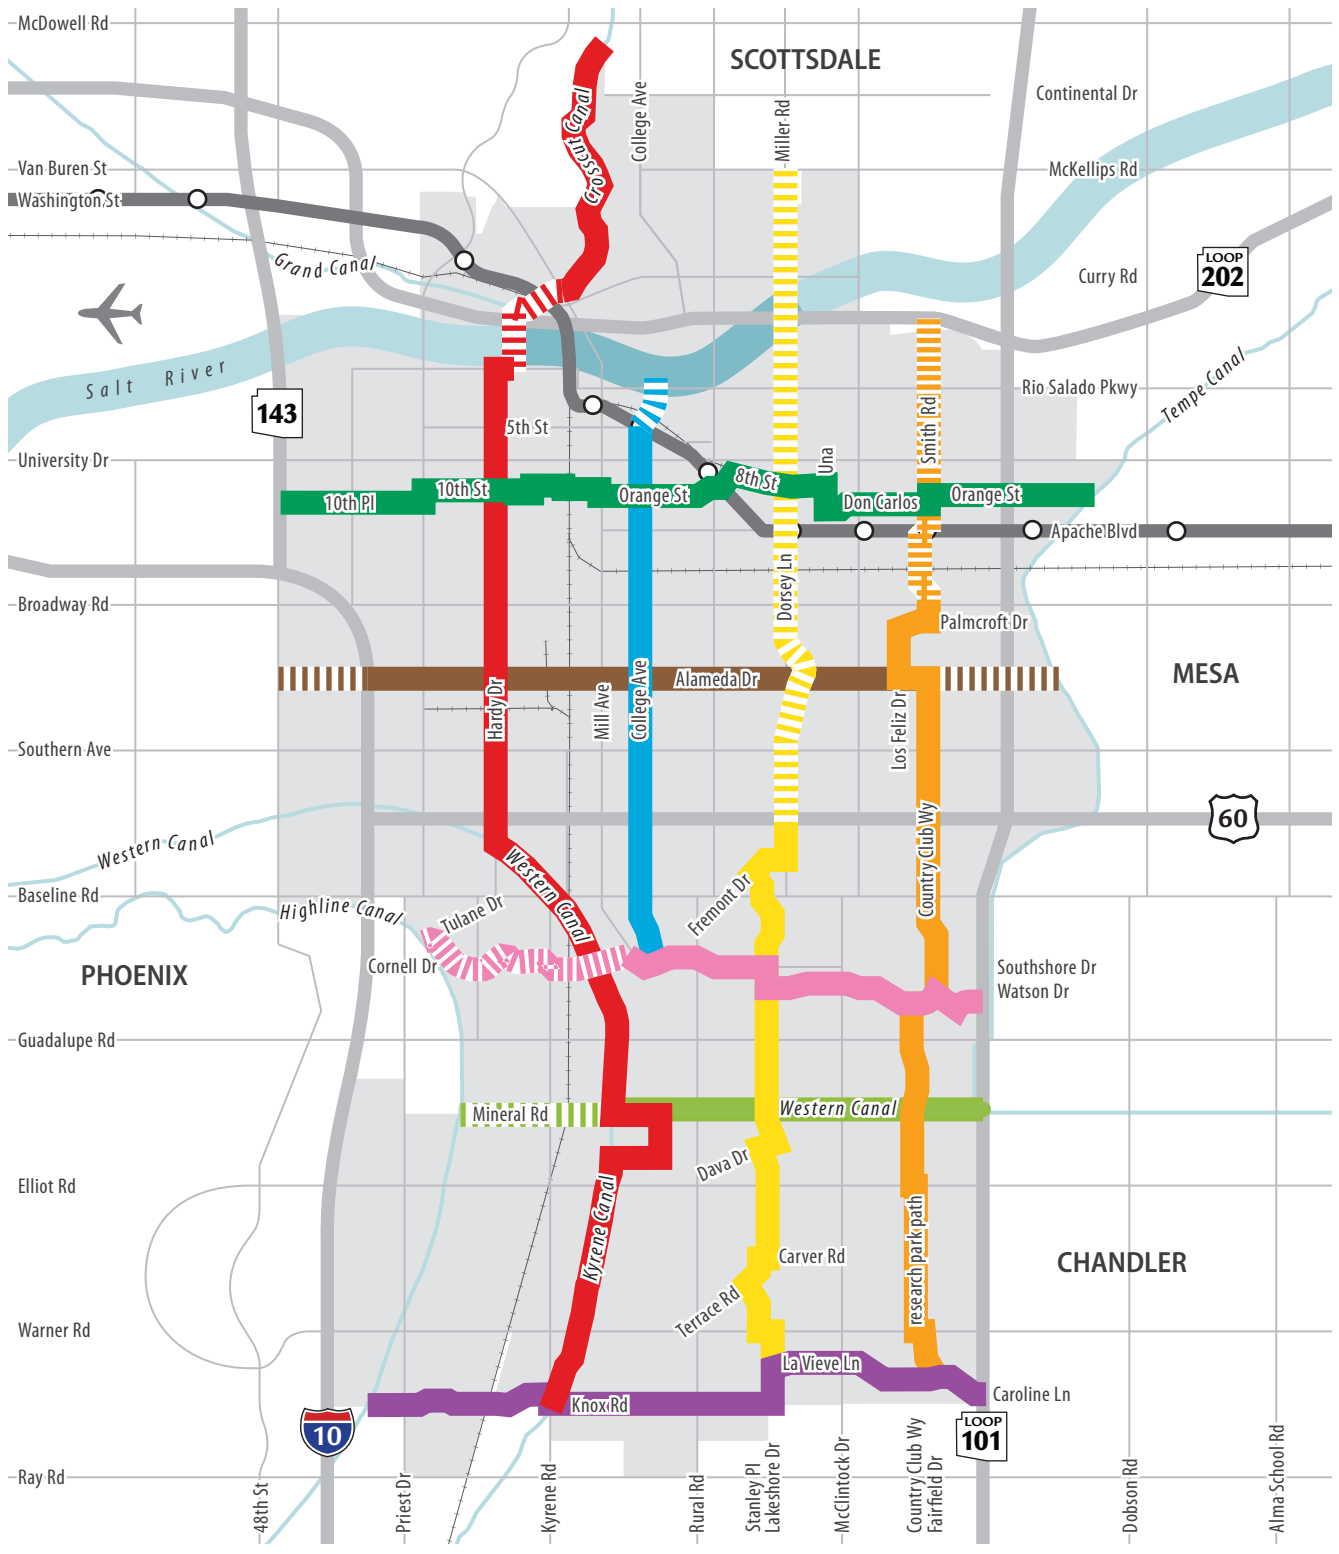 McDowell Rd
SCOTTSDALE
Continental Dr
Crosscut Canal
College Ave
Miller Rd
Van Buren St
McKellips Rd
Washington St
Grand Canal
Curry Rd
LOOP
202
Salt River
143
Rio Salado Pkwy
Tempe Canal
5th St
Smith Rd
University Dr
Una
10th Pl
10th St
Orange St
8th St
Don Carlos
Orange St
Apache Blvd
Dorsey Ln
Broadway Rd
Palmcroft Dr
Alameda Dr
MESA
Hardy Dr
Mill Ave
College Ave
Los Feliz Dr
Southern Ave
60
Western Canal
Western Canal
Country Club Wy
Baseline Rd
Highline Canal
Tulane Dr
Fremont Dr
Cornell Dr
PHOENIX
Southshore Dr
Watson Dr
Guadalupe Rd
Mineral Rd
Western Canal
Dava Dr
Elliot Rd
Kyrene Canal
research park path
Carver Rd
CHANDLER
Terrace Rd
Warner Rd
La Vieve Ln
Knox Rd
Caroline Ln
10
LOOP
101
Ray Rd
48th St
Priest Dr
Kyrene Rd
Rural Rd
Stanley Pl
Lakeshore Dr
McClintock Dr
Country Club Wy
Fairfield Dr
Dobson Rd
Alma School Rd